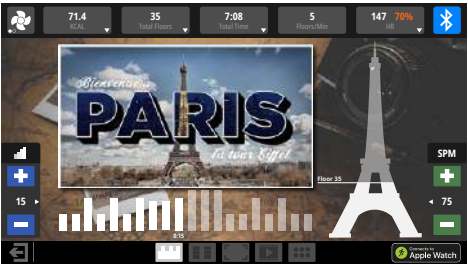 71.4
KCAL
35
Total Floors
7:08
Total Time
5
Floors/Min
147 70%
HR
Bienvenue à
PARIS
la tour Eiffel
Floor 35
SPM
15
75
8:15
Connects to
Apple Watch